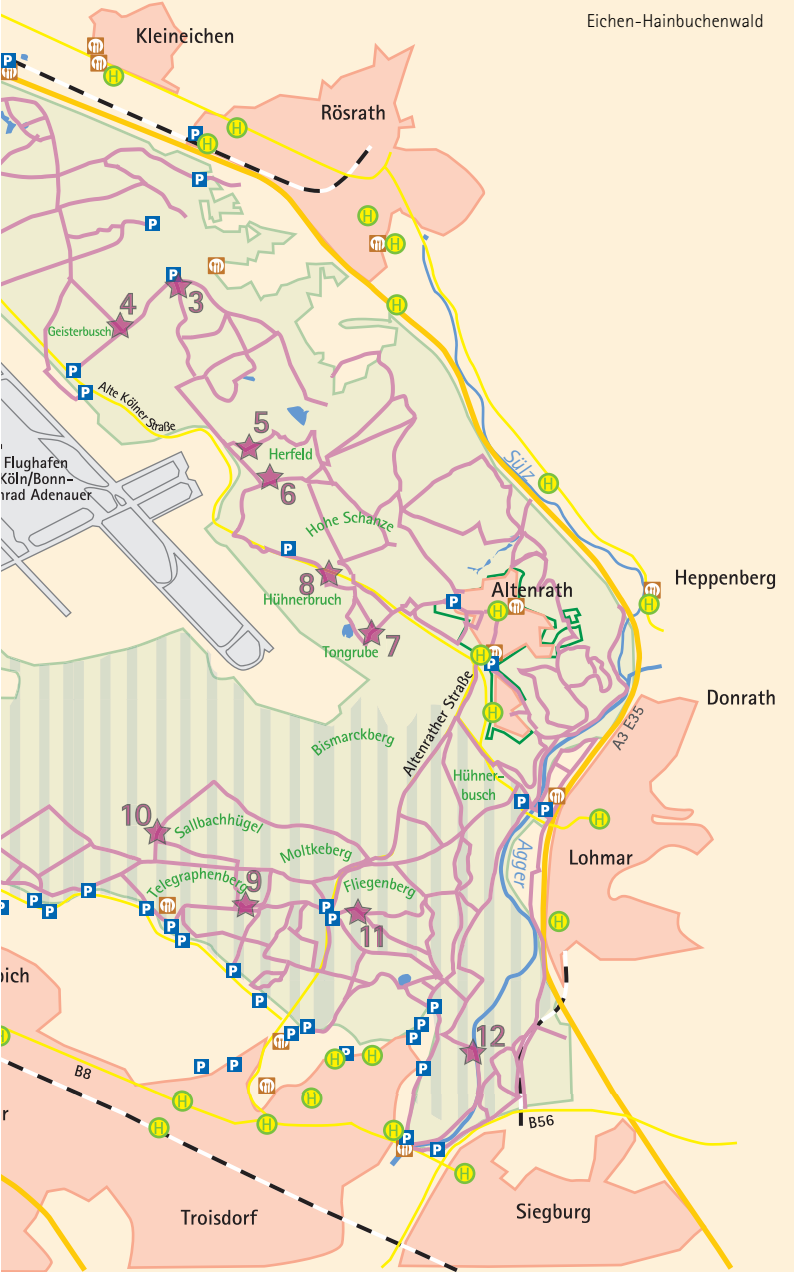 Eichen-Hainbuchenwald
Kleineichen
Rösrath
3
4
Geisterbusch
Alte Kölner Straße
5
Herfeld
6
Flughafen
Köln/Bonn-
nrad Adenauer
Sülz
Hohe Schanze
8
Hühnerbruch
Altenrath
Heppenberg
7
Tongrube
Donrath
Altenrather Straße
A3 E35
Bismarckberg
Hühner-
busch
10
Sallbachhügel
Moltkeberg
Agger
Lohmar
Telegraphenberg
9
Fliegenberg
11
oich
12
B8
r
B56
Troisdorf
Siegburg
P
H